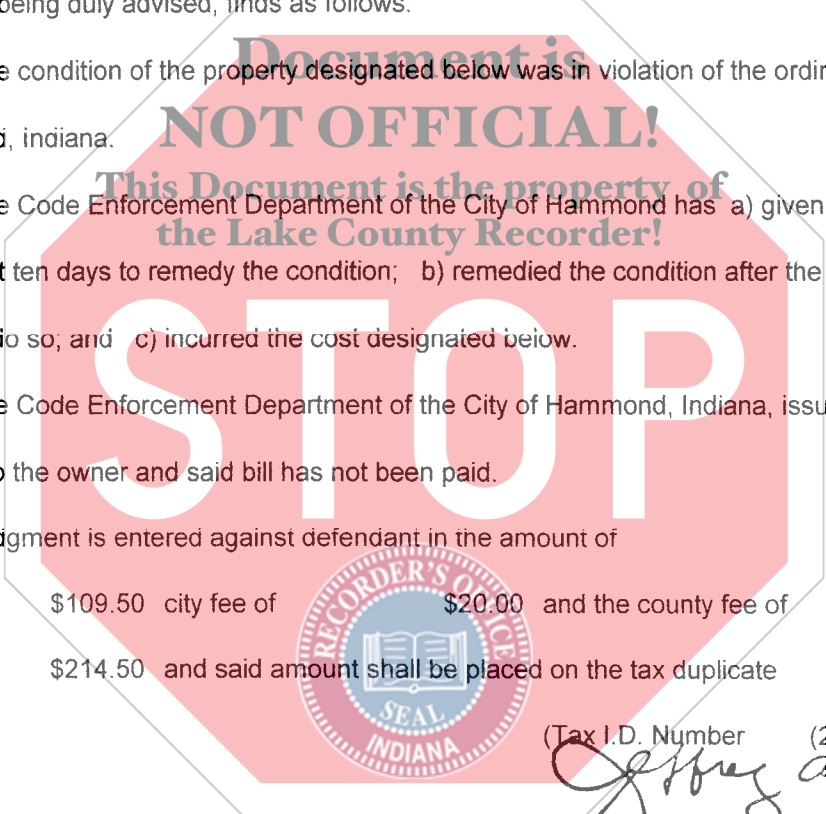 being duly advised, finds as follows.
Document is
condition of the property designated below was in violation of the
NOT OFFICIAL!
Indiana.
This Document is the property of
Code Enforcement Department of the City of Hammond has a) given
the Lake County Recorder!
ten days to remedy the condition; b) remedied the condition after the
so; and c) incurred the cost designated below.
STOP
Code Enforcement Department of the City of Hammond, Indiana,
the owner and said bill has not been paid.
is entered against defendant in the amount of
$109.50 city fee of $20.00 and the county fee of
$214.50 and said amount shall be placed on the tax duplicate
RECORDER'S OFFICE
SEAL
INDIANA
(Tax I.D. Number (2
Jeffrey